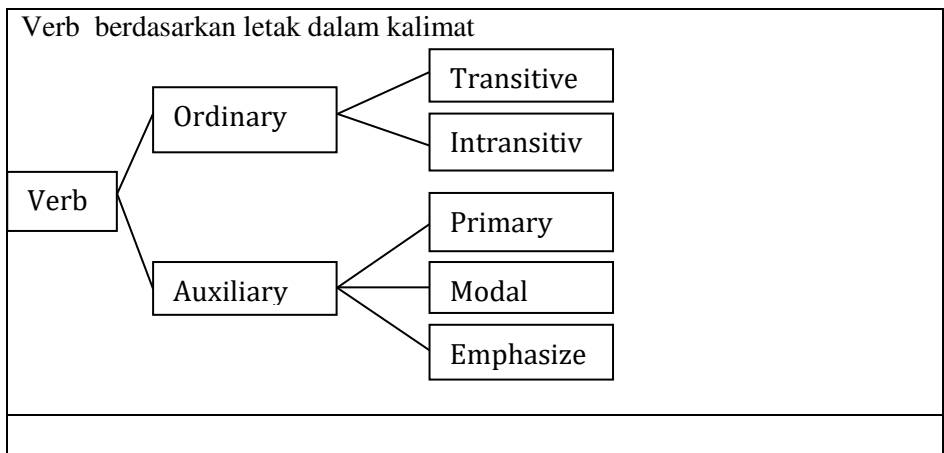 Verb berdasarkan letak dalam kalimat
Transitive
Ordinary
Intransitiv
Verb
Primary
Auxiliary
Modal
Emphasize